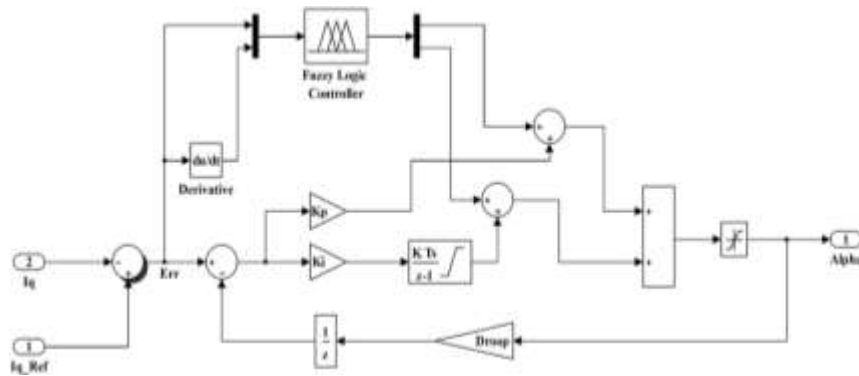 Fuzzy Logic
Controller
du/dt
Derivative
Kp
2
Iq
Err
Ki
K Ts
z-1
1
Alpha
1
z
Droop
1
Iq_Ref